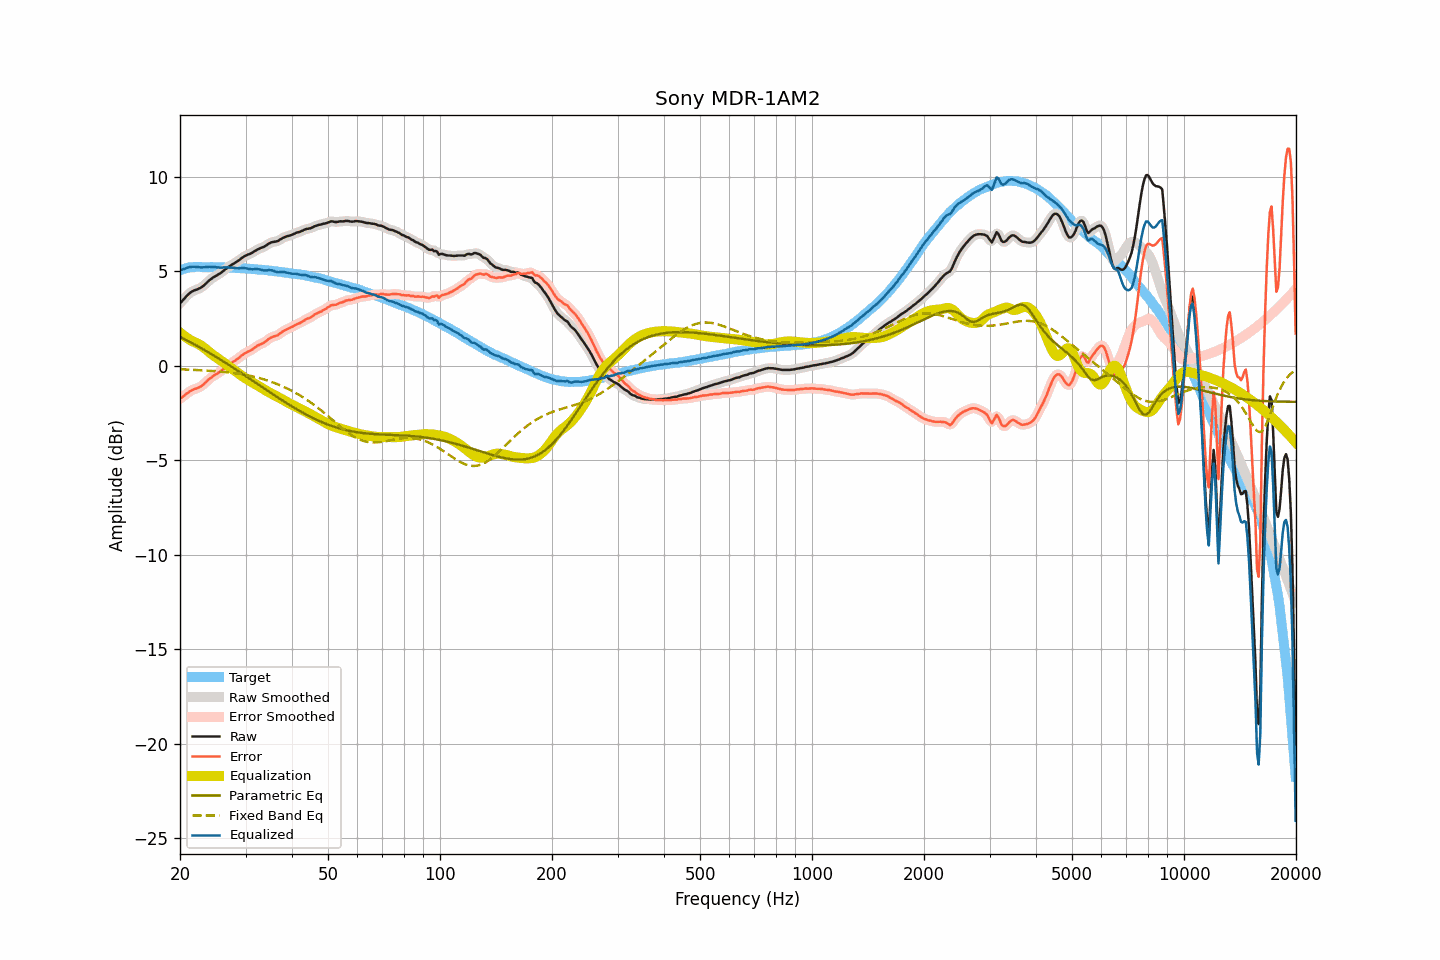 Sony MDR-1AM2
Amplitude (dBr)
10
5
0
−5
−10
−15
−20
−25
Target
Raw Smoothed
Error Smoothed
Raw
Error
Equalization
Parametric Eq
Fixed Band Eq
Equalized
20 50 100 200 500 1000 2000 5000 10000 20000
Frequency (Hz)